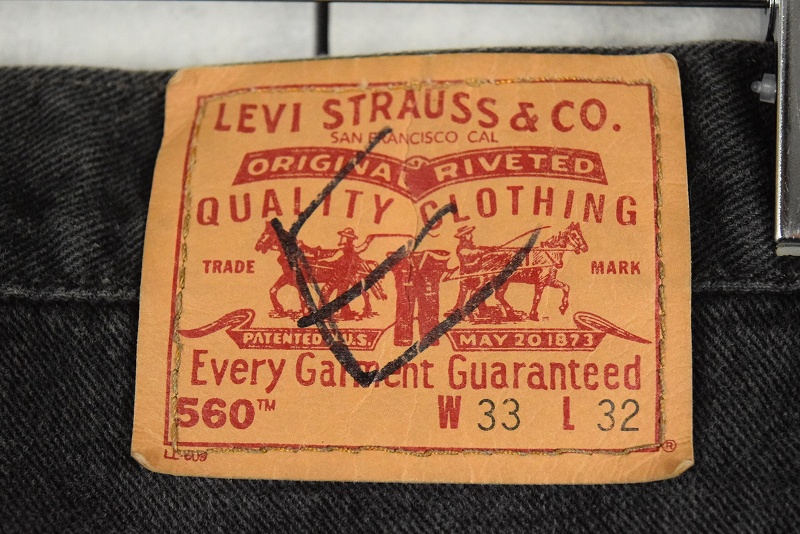 LEVI STRAUSS & CO.
SAN FRANCISCO CAL
ORIGINAL RIVETED
QUALITY CLOTHING
TRADE MARK
PATENTED U.S. MAY 20 1873
Every Garment Guaranteed
560™ W 33 L 32
®